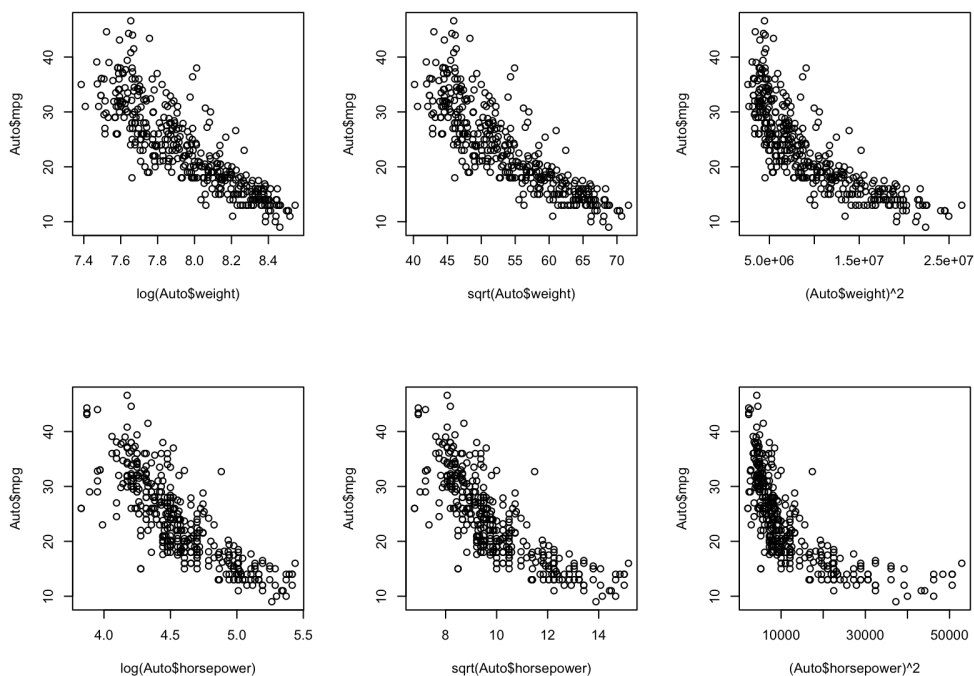 Auto$mpg
40
30
20
10
7.4 7.6 7.8 8.0 8.2 8.4
log(Auto$weight)
Auto$mpg
40
30
20
10
40 45 50 55 60 65 70
sqrt(Auto$weight)
Auto$mpg
40
30
20
10
5.0e+06 1.5e+07 2.5e+07
(Auto$weight)^2
Auto$mpg
40
30
20
10
4.0 4.5 5.0 5.5
log(Auto$horsepower)
Auto$mpg
40
30
20
10
8 10 12 14
sqrt(Auto$horsepower)
Auto$mpg
40
30
20
10
10000 30000 50000
(Auto$horsepower)^2